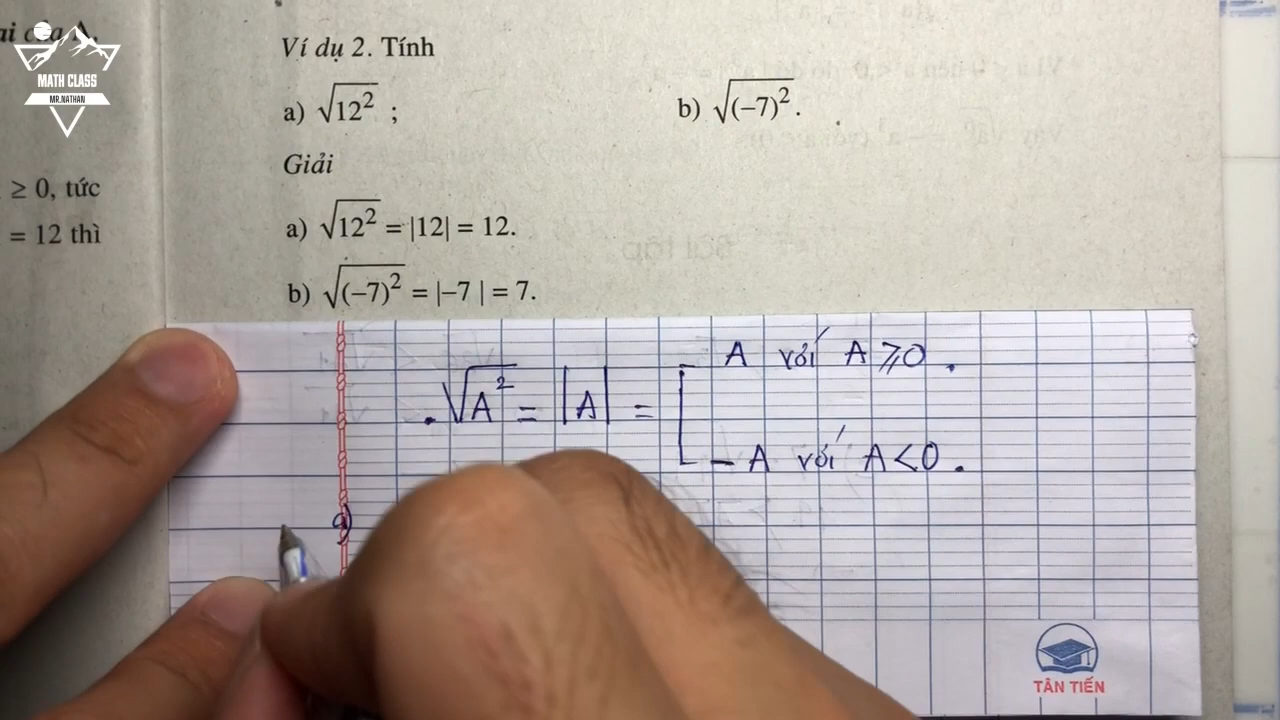 MATH CLASS
MR.NATHAN
≥ 0, tức
= 12 thì
Ví dụ 2. Tính
a) √12² ; b) √(–7)².
Giải
a) √12² = |12| = 12.
b) √(–7)² = |–7 | = 7.
. √A² = |A| = [ A với A ≥ 0 .
– A với A < 0 .
a)
TÂN TIẾN